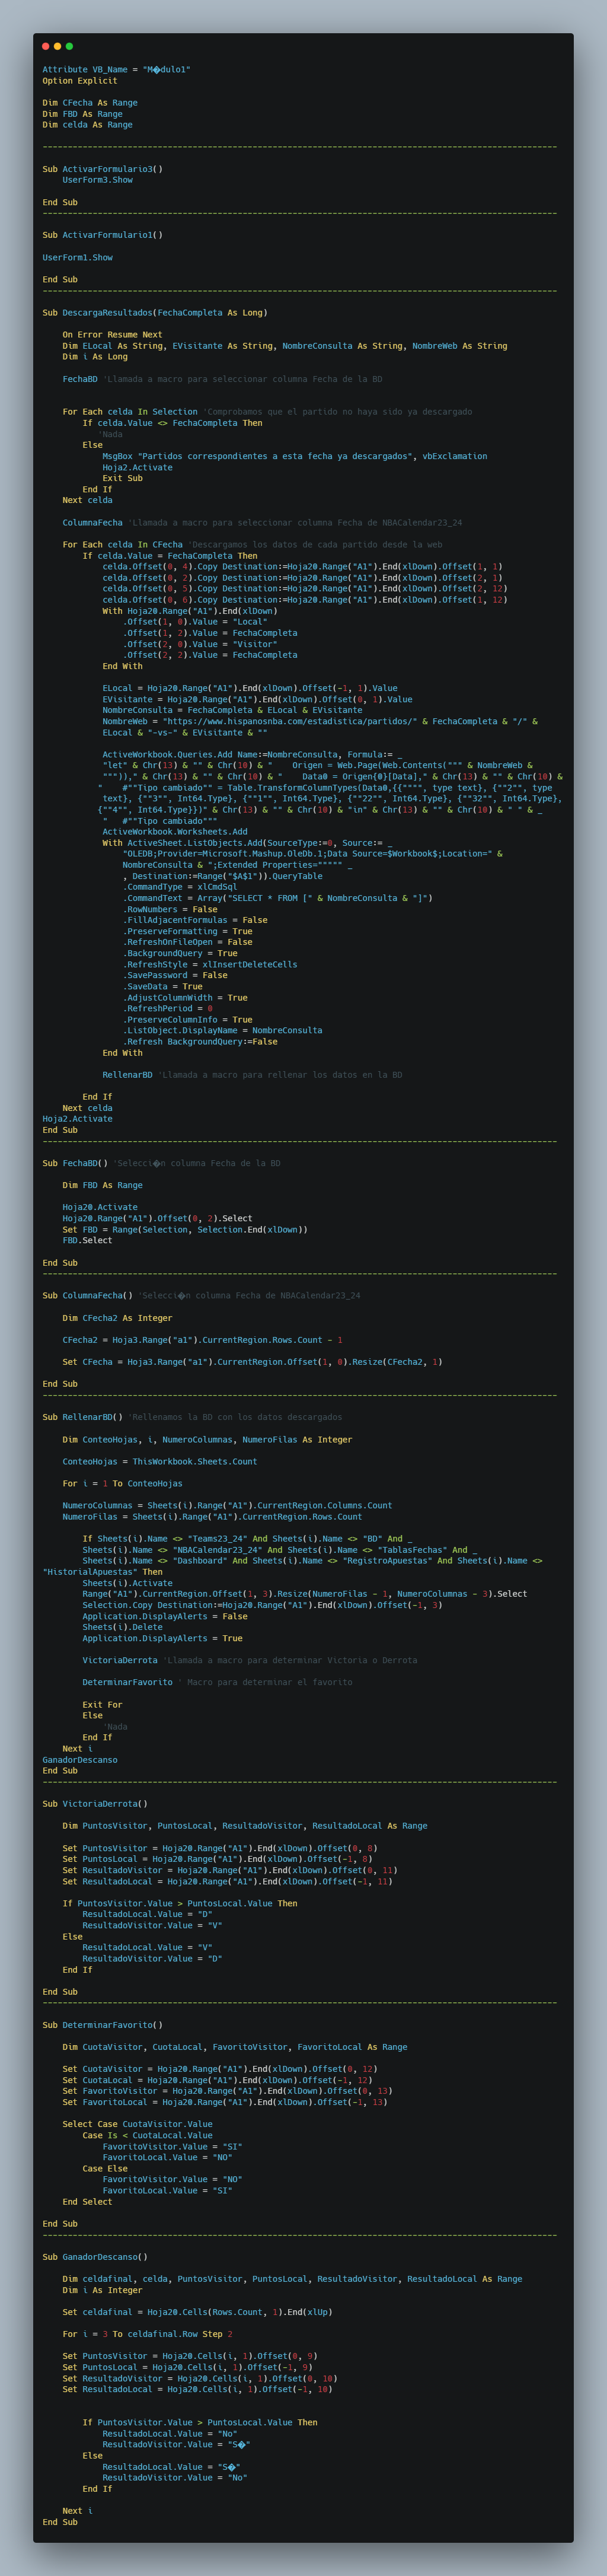 Attribute VB_Name = "M�dulo1"
Option Explicit
Dim CFecha As Range
Dim FBD As Range
Dim celda As Range
-------------------------------------------------------------------------------------------------------
Sub ActivarFormulario3()
    UserForm3.Show
End Sub
-------------------------------------------------------------------------------------------------------
Sub ActivarFormulario1()
UserForm1.Show
End Sub
-------------------------------------------------------------------------------------------------------
Sub DescargaResultados(FechaCompleta As Long)
    On Error Resume Next
    Dim ELocal As String, EVisitante As String, NombreConsulta As String, NombreWeb As String
    Dim i As Long
    FechaBD 'Llamada a macro para seleccionar columna Fecha de la BD
    For Each celda In Selection 'Comprobamos que el partido no haya sido ya descargado
        If celda.Value <> FechaCompleta Then
           'Nada
        Else
            MsgBox "Partidos correspondientes a esta fecha ya descargados", vbExclamation
            Hoja2.Activate
            Exit Sub
        End If
    Next celda
    ColumnaFecha 'Llamada a macro para seleccionar columna Fecha de NBACalendar23_24
    For Each celda In CFecha 'Descargamos los datos de cada partido desde la web
        If celda.Value = FechaCompleta Then
            celda.Offset(0, 4).Copy Destination:=Hoja20.Range("A1").End(xlDown).Offset(1, 1)
            celda.Offset(0, 2).Copy Destination:=Hoja20.Range("A1").End(xlDown).Offset(2, 1)
            celda.Offset(0, 5).Copy Destination:=Hoja20.Range("A1").End(xlDown).Offset(2, 12)
            celda.Offset(0, 6).Copy Destination:=Hoja20.Range("A1").End(xlDown).Offset(1, 12)
            With Hoja20.Range("A1").End(xlDown)
                .Offset(1, 0).Value = "Local"
                .Offset(1, 2).Value = FechaCompleta
                .Offset(2, 0).Value = "Visitor"
                .Offset(2, 2).Value = FechaCompleta
            End With
            ELocal = Hoja20.Range("A1").End(xlDown).Offset(-1, 1).Value
            EVisitante = Hoja20.Range("A1").End(xlDown).Offset(0, 1).Value
            NombreConsulta = FechaCompleta & ELocal & EVisitante
            NombreWeb = "https://www.hispanosnba.com/estadistica/partidos/" & FechaCompleta & "/" &
            ELocal & "-vs-" & EVisitante & ""
            ActiveWorkbook.Queries.Add Name:=NombreConsulta, Formula:= _
            "let" & Chr(13) & "" & Chr(10) & "    Origen = Web.Page(Web.Contents(""" & NombreWeb &
            """"))," & Chr(13) & "" & Chr(10) & "    Data0 = Origen{0}[Data]," & Chr(13) & "" & Chr(10) &
           "    #""Tipo cambiado"" = Table.TransformColumnTypes(Data0,{{"""", type text}, {""2"", type
            text}, {""3"", Int64.Type}, {""1"", Int64.Type}, {""22"", Int64.Type}, {""32"", Int64.Type},
           {""4"", Int64.Type}})" & Chr(13) & "" & Chr(10) & "in" & Chr(13) & "" & Chr(10) & " " & _
            "   #""Tipo cambiado"""
            ActiveWorkbook.Worksheets.Add
            With ActiveSheet.ListObjects.Add(SourceType:=0, Source:= _
                "OLEDB;Provider=Microsoft.Mashup.OleDb.1;Data Source=$Workbook$;Location=" &
                NombreConsulta & ";Extended Properties=""""" _
                , Destination:=Range("$A$1")).QueryTable
                .CommandType = xlCmdSql
                .CommandText = Array("SELECT * FROM [" & NombreConsulta & "]")
                .RowNumbers = False
                .FillAdjacentFormulas = False
                .PreserveFormatting = True
                .RefreshOnFileOpen = False
                .BackgroundQuery = True
                .RefreshStyle = xlInsertDeleteCells
                .SavePassword = False
                .SaveData = True
                .AdjustColumnWidth = True
                .RefreshPeriod = 0
                .PreserveColumnInfo = True
                .ListObject.DisplayName = NombreConsulta
                .Refresh BackgroundQuery:=False
            End With
            RellenarBD 'Llamada a macro para rellenar los datos en la BD
        End If
    Next celda
Hoja2.Activate
End Sub
-------------------------------------------------------------------------------------------------------
Sub FechaBD() 'Selecci�n columna Fecha de la BD
    Dim FBD As Range
    Hoja20.Activate
    Hoja20.Range("A1").Offset(0, 2).Select
    Set FBD = Range(Selection, Selection.End(xlDown))
    FBD.Select
End Sub
-------------------------------------------------------------------------------------------------------
Sub ColumnaFecha() 'Selecci�n columna Fecha de NBACalendar23_24
    Dim CFecha2 As Integer
    CFecha2 = Hoja3.Range("a1").CurrentRegion.Rows.Count - 1
    Set CFecha = Hoja3.Range("a1").CurrentRegion.Offset(1, 0).Resize(CFecha2, 1)
End Sub
-------------------------------------------------------------------------------------------------------
Sub RellenarBD() 'Rellenamos la BD con los datos descargados
    Dim ConteoHojas, i, NumeroColumnas, NumeroFilas As Integer
    ConteoHojas = ThisWorkbook.Sheets.Count
    For i = 1 To ConteoHojas
    NumeroColumnas = Sheets(i).Range("A1").CurrentRegion.Columns.Count
    NumeroFilas = Sheets(i).Range("A1").CurrentRegion.Rows.Count
        If Sheets(i).Name <> "Teams23_24" And Sheets(i).Name <> "BD" And _
        Sheets(i).Name <> "NBACalendar23_24" And Sheets(i).Name <> "TablasFechas" And _
        Sheets(i).Name <> "Dashboard" And Sheets(i).Name <> "RegistroApuestas" And Sheets(i).Name <>
"HistorialApuestas" Then
        Sheets(i).Activate
        Range("A1").CurrentRegion.Offset(1, 3).Resize(NumeroFilas - 1, NumeroColumnas - 3).Select
        Selection.Copy Destination:=Hoja20.Range("A1").End(xlDown).Offset(-1, 3)
        Application.DisplayAlerts = False
        Sheets(i).Delete
        Application.DisplayAlerts = True
        VictoriaDerrota 'Llamada a macro para determinar Victoria o Derrota
        DeterminarFavorito ' Macro para determinar el favorito
        Exit For
        Else
            'Nada
        End If
    Next i
GanadorDescanso
End Sub
-------------------------------------------------------------------------------------------------------
Sub VictoriaDerrota()
    Dim PuntosVisitor, PuntosLocal, ResultadoVisitor, ResultadoLocal As Range
    Set PuntosVisitor = Hoja20.Range("A1").End(xlDown).Offset(0, 8)
    Set PuntosLocal = Hoja20.Range("A1").End(xlDown).Offset(-1, 8)
    Set ResultadoVisitor = Hoja20.Range("A1").End(xlDown).Offset(0, 11)
    Set ResultadoLocal = Hoja20.Range("A1").End(xlDown).Offset(-1, 11)
    If PuntosVisitor.Value > PuntosLocal.Value Then
        ResultadoLocal.Value = "D"
        ResultadoVisitor.Value = "V"
    Else
        ResultadoLocal.Value = "V"
        ResultadoVisitor.Value = "D"
    End If
End Sub
-------------------------------------------------------------------------------------------------------
Sub DeterminarFavorito()
    Dim CuotaVisitor, CuotaLocal, FavoritoVisitor, FavoritoLocal As Range
    Set CuotaVisitor = Hoja20.Range("A1").End(xlDown).Offset(0, 12)
    Set CuotaLocal = Hoja20.Range("A1").End(xlDown).Offset(-1, 12)
    Set FavoritoVisitor = Hoja20.Range("A1").End(xlDown).Offset(0, 13)
    Set FavoritoLocal = Hoja20.Range("A1").End(xlDown).Offset(-1, 13)
    Select Case CuotaVisitor.Value
        Case Is < CuotaLocal.Value
            FavoritoVisitor.Value = "SI"
            FavoritoLocal.Value = "NO"
        Case Else
            FavoritoVisitor.Value = "NO"
            FavoritoLocal.Value = "SI"
    End Select
End Sub
-------------------------------------------------------------------------------------------------------
Sub GanadorDescanso()
    Dim celdafinal, celda, PuntosVisitor, PuntosLocal, ResultadoVisitor, ResultadoLocal As Range
    Dim i As Integer
    Set celdafinal = Hoja20.Cells(Rows.Count, 1).End(xlUp)
    For i = 3 To celdafinal.Row Step 2
    Set PuntosVisitor = Hoja20.Cells(i, 1).Offset(0, 9)
    Set PuntosLocal = Hoja20.Cells(i, 1).Offset(-1, 9)
    Set ResultadoVisitor = Hoja20.Cells(i, 1).Offset(0, 10)
    Set ResultadoLocal = Hoja20.Cells(i, 1).Offset(-1, 10)
        If PuntosVisitor.Value > PuntosLocal.Value Then
            ResultadoLocal.Value = "No"
            ResultadoVisitor.Value = "S�"
        Else
            ResultadoLocal.Value = "S�"
            ResultadoVisitor.Value = "No"
        End If
    Next i
End Sub